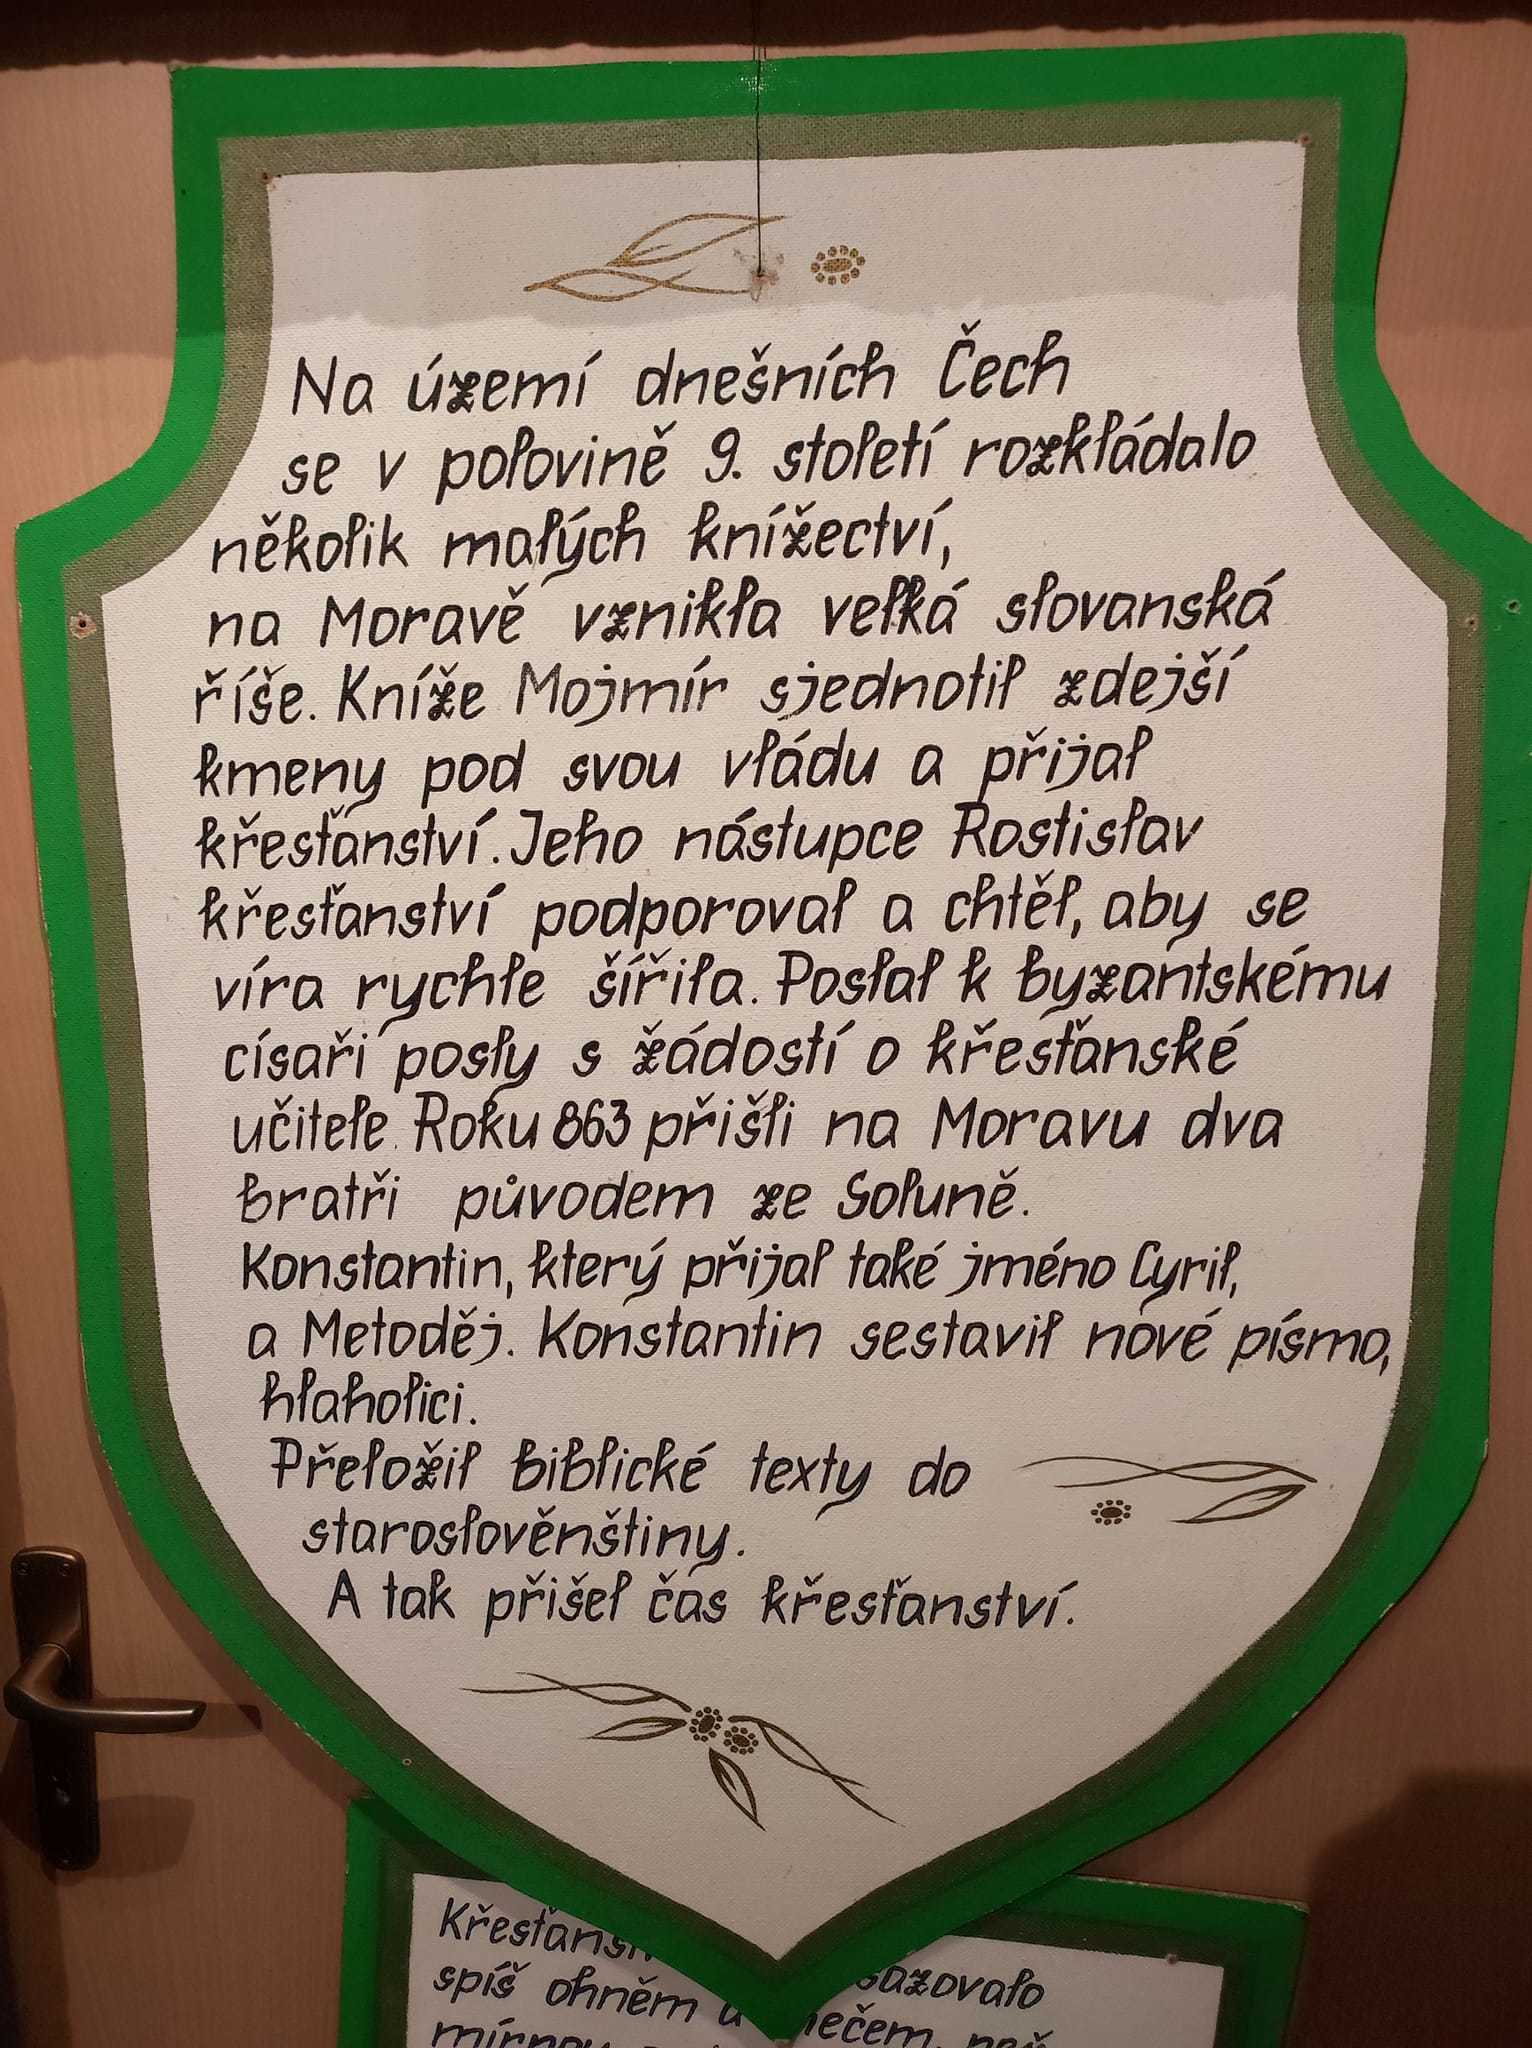 Na území dnešních Čech
se v polovině 9. století rozkládalo
několik malých knížectví,
na Moravě vznikla velká slovanská
říše. Kníže Mojmír sjednotil zdejší
kmeny pod svou vládu a přijal
křesťanství. Jeho nástupce Rostislav
křesťanství podporoval a chtěl, aby se
víra rychle šířila. Poslal k byzantskému
císaři posly s žádostí o křesťanské
učitele. Roku 863 přišli na Moravu dva
bratři původem ze Soluně.
Konstantin, který přijal také jméno Cyril,
a Metoděj. Konstantin sestavil nové písmo,
hlaholici.
Přeložil biblické texty do
staroslověnštiny.
A tak přišel čas křesťanství.
spíš ohněm